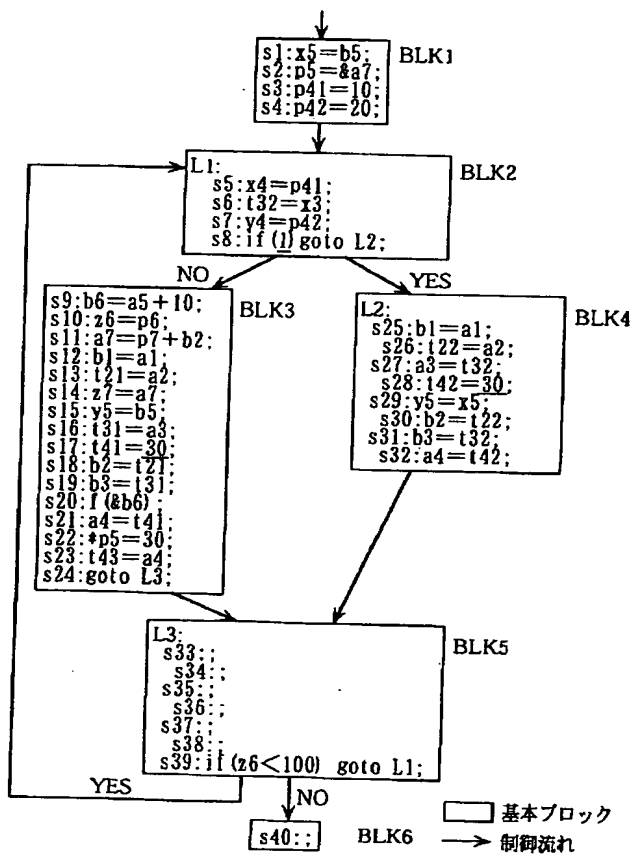 s1:x5=b5;
s2:p5=&a7;
s3:p41=10;
s4:p42=20;
BLK1
L1:
s5:x4=p41;
s6:t32=x3;
s7:y4=p42;
s8:if(1)goto L2;
BLK2
NO
YES
s9:b6=a5+10;
s10:z6=p6;
s11:a7=p7+b2;
s12:b1=a1;
s13:t21=a2;
s14:z7=a7;
s15:y5=b5;
s16:t31=a3;
s17:t41=30;
s18:b2=t21;
s19:b3=t31;
s20:f(&b6);
s21:a4=t41;
s22:*p5=30;
s23:t43=a4;
s24:goto L3;
BLK3
L2:
s25:b1=a1;
s26:t22=a2;
s27:a3=t32;
s28:t42=30;
s29:y5=x5;
s30:b2=t22;
s31:b3=t32;
s32:a4=t42;
BLK4
L3:
s33:;
s34:;
s35:;
s36:;
s37:;
s38:;
s39:if(z6<100) goto L1;
BLK5
YES
NO
s40:;
BLK6
基本ブロック
制御流れ